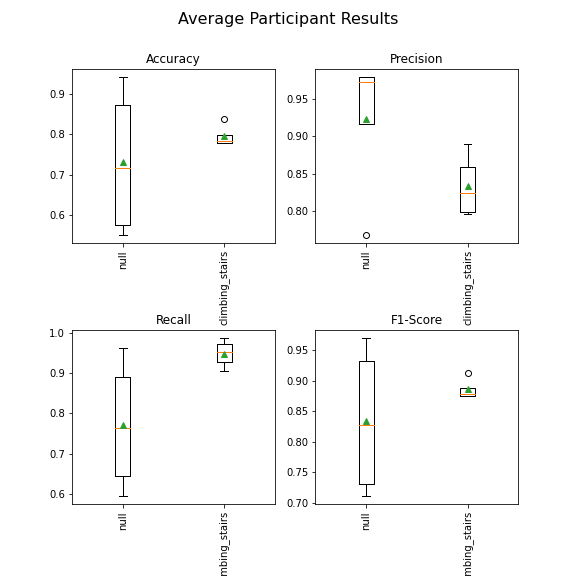 Average Participant Results
Accuracy
0.9
0.8
0.7
0.6
null
climbing_stairs
Precision
0.95
0.90
0.85
0.80
null
climbing_stairs
Recall
1.0
0.9
0.8
0.7
0.6
null
mbing_stairs
F1-Score
0.95
0.90
0.85
0.80
0.75
0.70
null
mbing_stairs